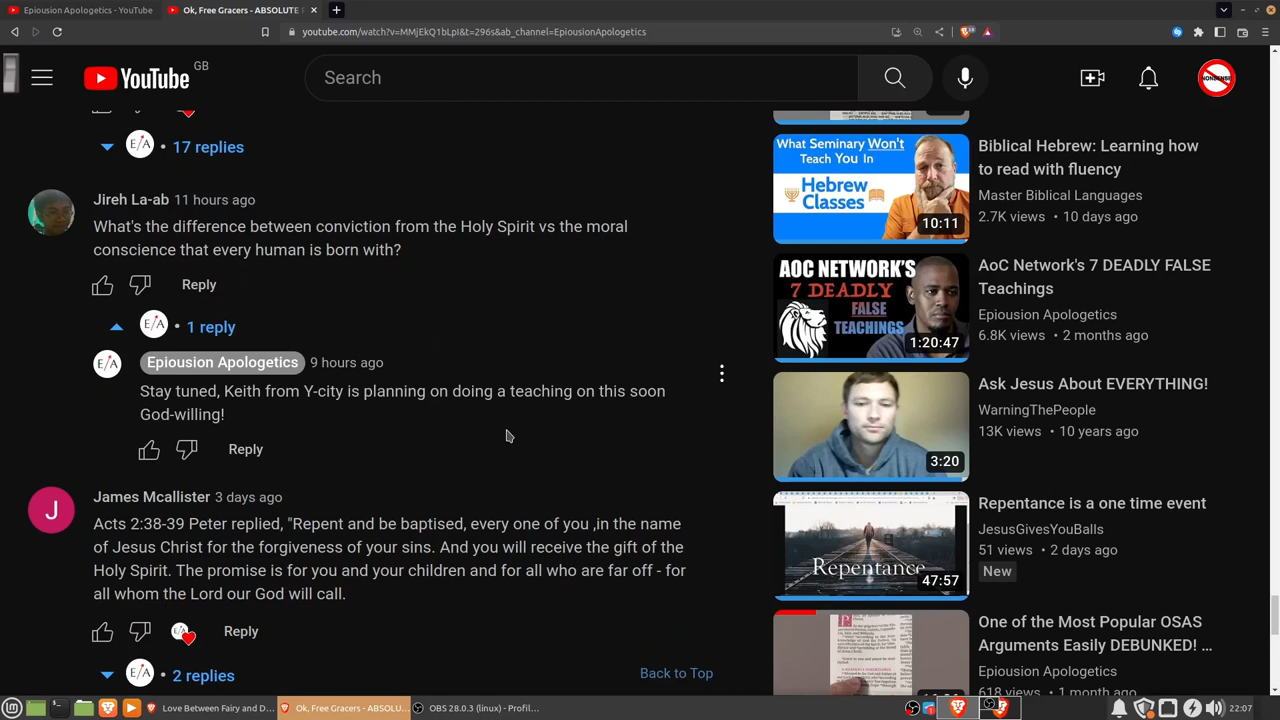 Epiousion Apologetics - YouTube
Ok, Free Gracers - ABSOLUTE F
youtube.com/watch?v=MMjEkQ1bLpI&t=296s&ab_channel=EpiousionApologetics
YouTube GB
Search
17 replies
11 hours ago
What's the difference between conviction from the Holy Spirit vs the moral
conscience that every human is born with?
Reply
1 reply
Epiousion Apologetics 9 hours ago
Stay tuned, Keith from Y-city is planning on doing a teaching on this soon
God-willing!
Reply
James Mcallister 3 days ago
Acts 2:38-39 Peter replied, "Repent and be baptised, every one of you ,in the name
of Jesus Christ for the forgiveness of your sins. And you will receive the gift of the
Holy Spirit. The promise is for you and your children and for all who are far off - for
all whom the Lord our God will call.
Reply
2 replies
Back to Top
What Seminary Won't
Teach You In
Hebrew
Classes
10:11
Biblical Hebrew: Learning how
to read with fluency
Master Biblical Languages
2.7K views • 10 days ago
AOC NETWORK'S
7 DEADLY
FALSE
TEACHINGS
1:20:47
AoC Network's 7 DEADLY FALSE
Teachings
Epiousion Apologetics
6.8K views • 2 months ago
3:20
Ask Jesus About EVERYTHING!
WarningThePeople
13K views • 10 years ago
Repentance
47:57
Repentance is a one time event
JesusGivesYouBalls
51 views • 2 days ago
New
One of the Most Popular OSAS
Arguments Easily DEBUNKED! ...
Epiousion Apologetics
618 views • 1 month ago
Love Between Fri and D...
Ok, Free Gracers - ABSOLUT...
OBS 28.0.3 (linux) - Profil...
22:07